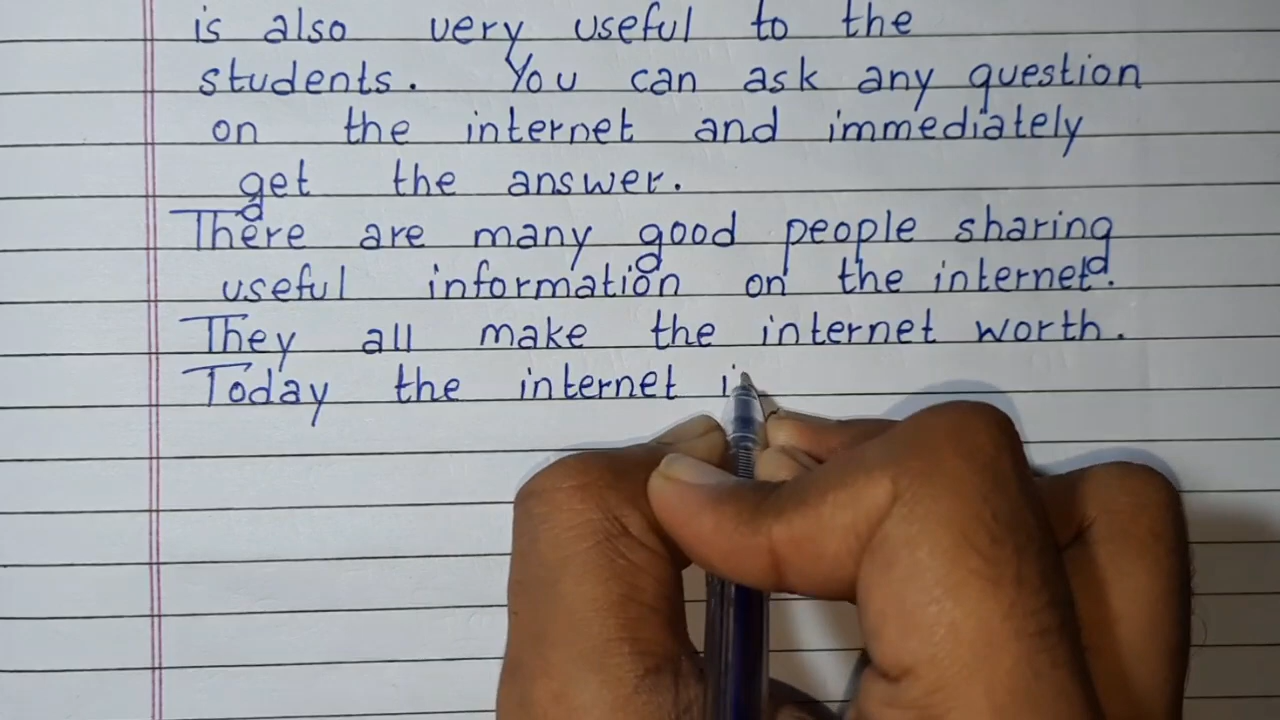 is also very useful to the
students. You can ask any question
on the internet and immediately
get the answer.
There are many good people sharing
useful information on the internet.
They all make the internet worth.
Today the internet i